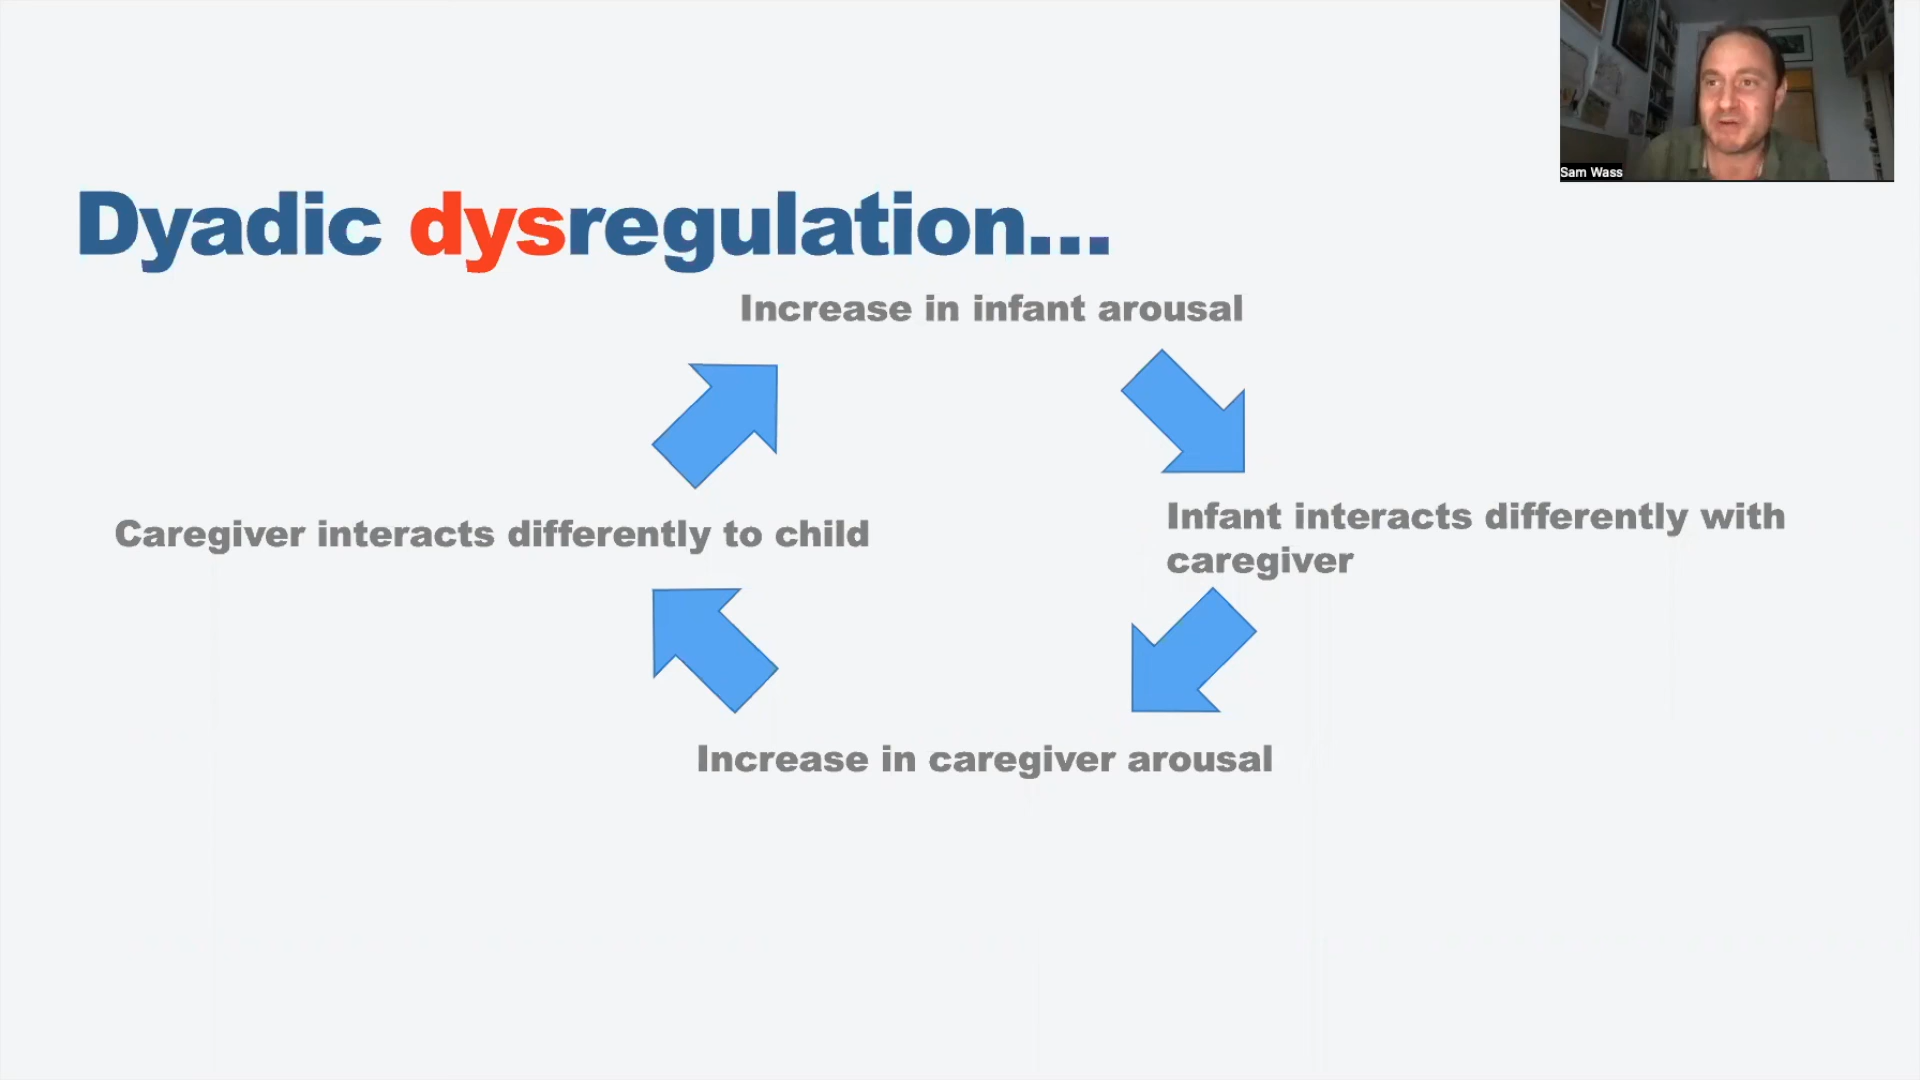 Sam Wass
Dyadic dysregulation...
Increase in infant arousal
Caregiver interacts differently to child
Infant interacts differently with
caregiver
Increase in caregiver arousal